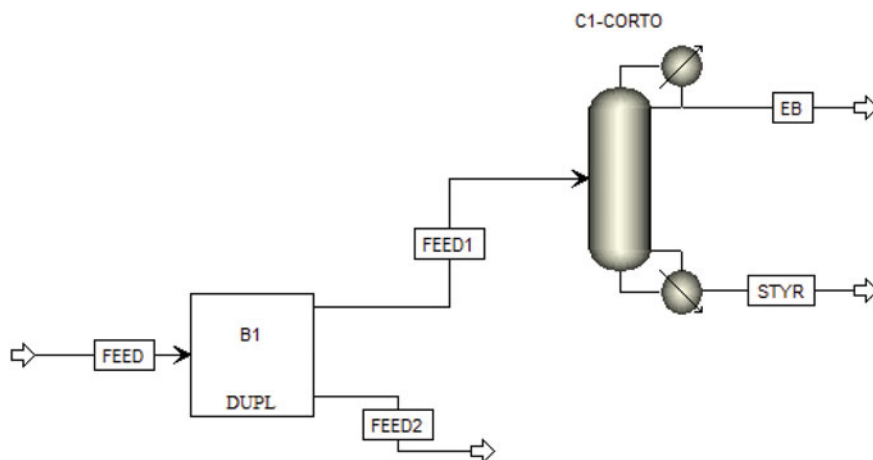 C1-CORTO
EB
FEED1
STYR
B1
FEED
DUPL
FEED2